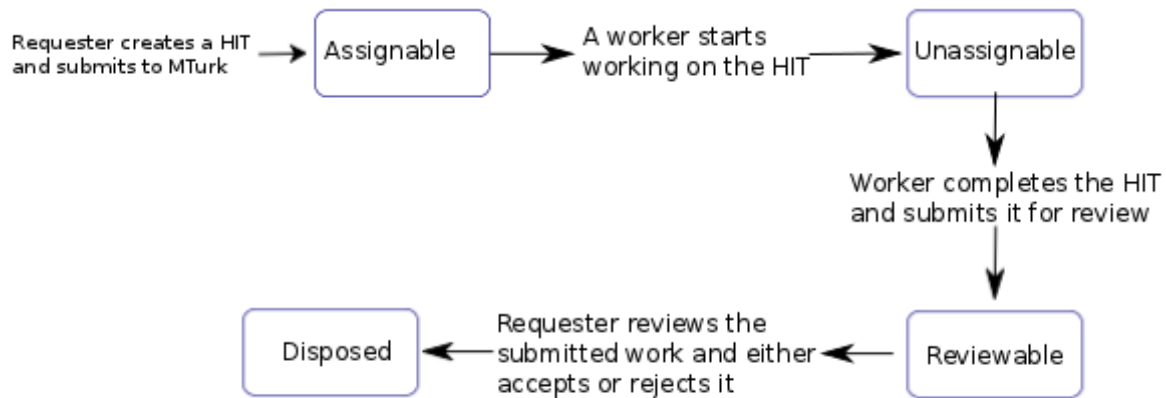 Requester creates a HIT
and submits to MTurk
Assignable
A worker starts
working on the HIT
Unassignable
Worker completes the HIT
and submits it for review
Reviewable
Requester reviews the
submitted work and either
accepts or rejects it
Disposed